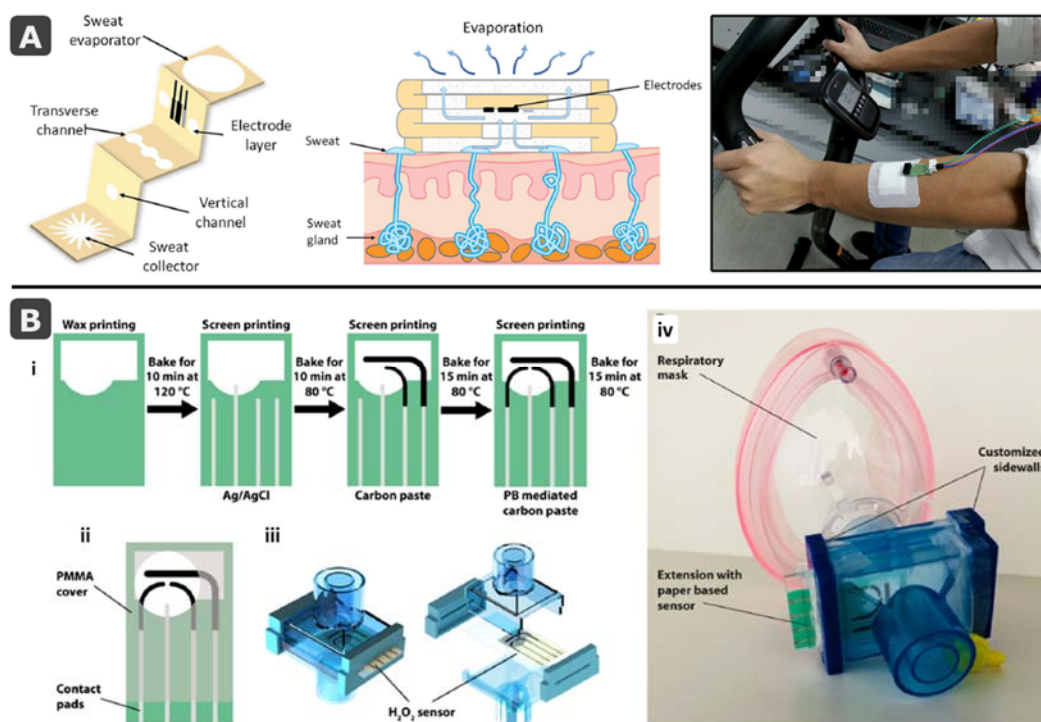 A
Sweat
evaporator
Transverse
channel
Electrode
layer
Vertical
channel
Sweat
collector
Evaporation
Electrodes
Sweat
Sweat
gland
B
i
Wax printing
Bake for
10 min at
120 °C
Screen printing
Ag/AgCl
Bake for
10 min at
80 °C
Screen printing
Carbon paste
Bake for
15 min at
80 °C
Screen printing
PB mediated
carbon paste
Bake for
15 min at
80 °C
ii
PMMA
cover
Contact
pads
iii
H₂O₂ sensor
iv
Respiratory
mask
Customized
sidewalls
Extension with
paper based
sensor